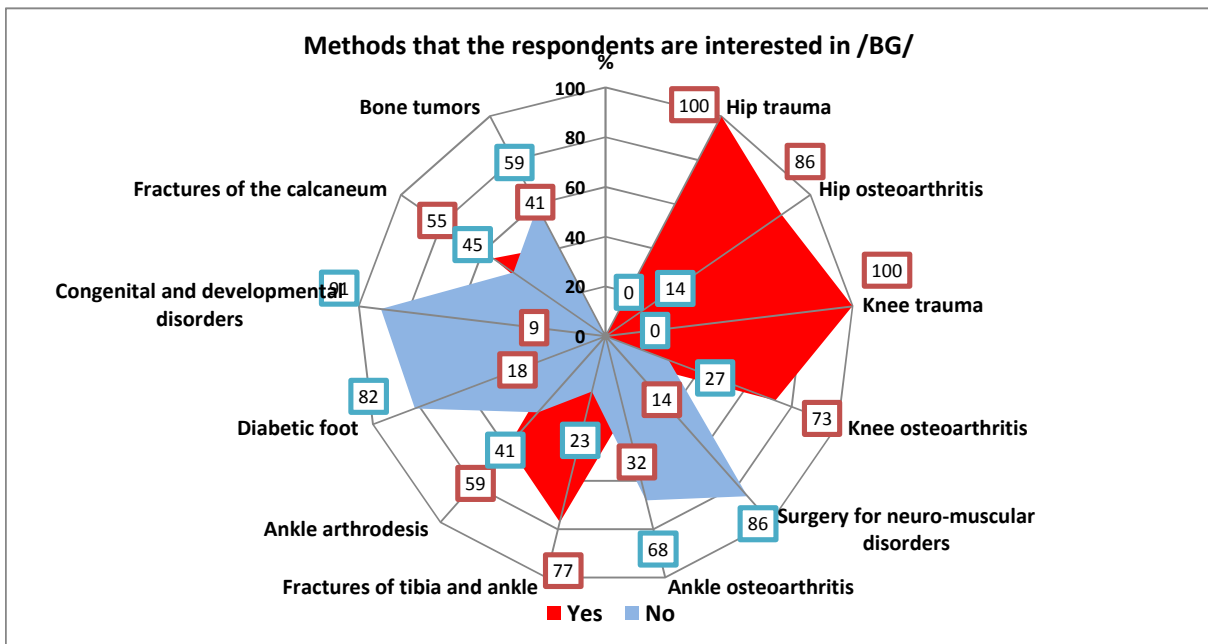 Methods that the respondents are interested in /BG/
%
100
80
60
40
20
0
Hip trauma
100
0
Hip osteoarthritis
86
14
Knee trauma
100
0
Knee osteoarthritis
73
27
Surgery for neuro-muscular
disorders
14
86
Ankle osteoarthritis
32
68
Fractures of tibia and ankle
77
23
Ankle arthrodesis
59
41
Diabetic foot
18
82
Congenital and developmental
disorders
9
91
Fractures of the calcaneum
55
45
Bone tumors
41
59
Yes
No